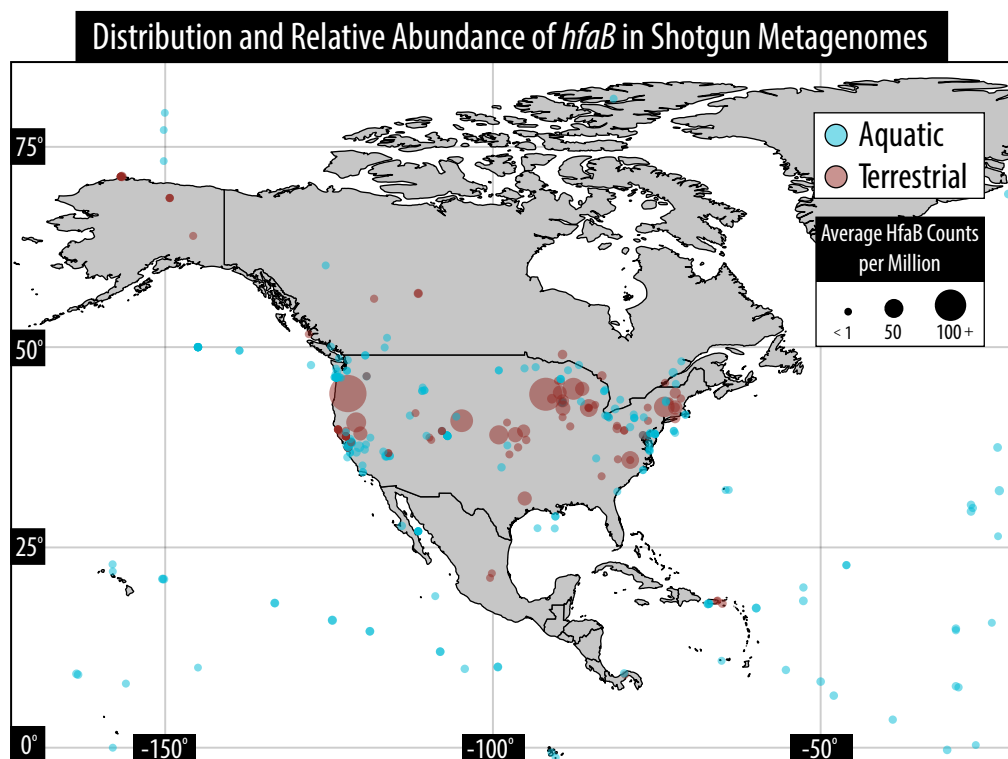 Distribution and Relative Abundance of hfaB in Shotgun Metagenomes
75°
Aquatic
Terrestrial
Average HfaB Counts
per Million
< 1 50 100 +
50°
25°
0° -150° -100° -50°